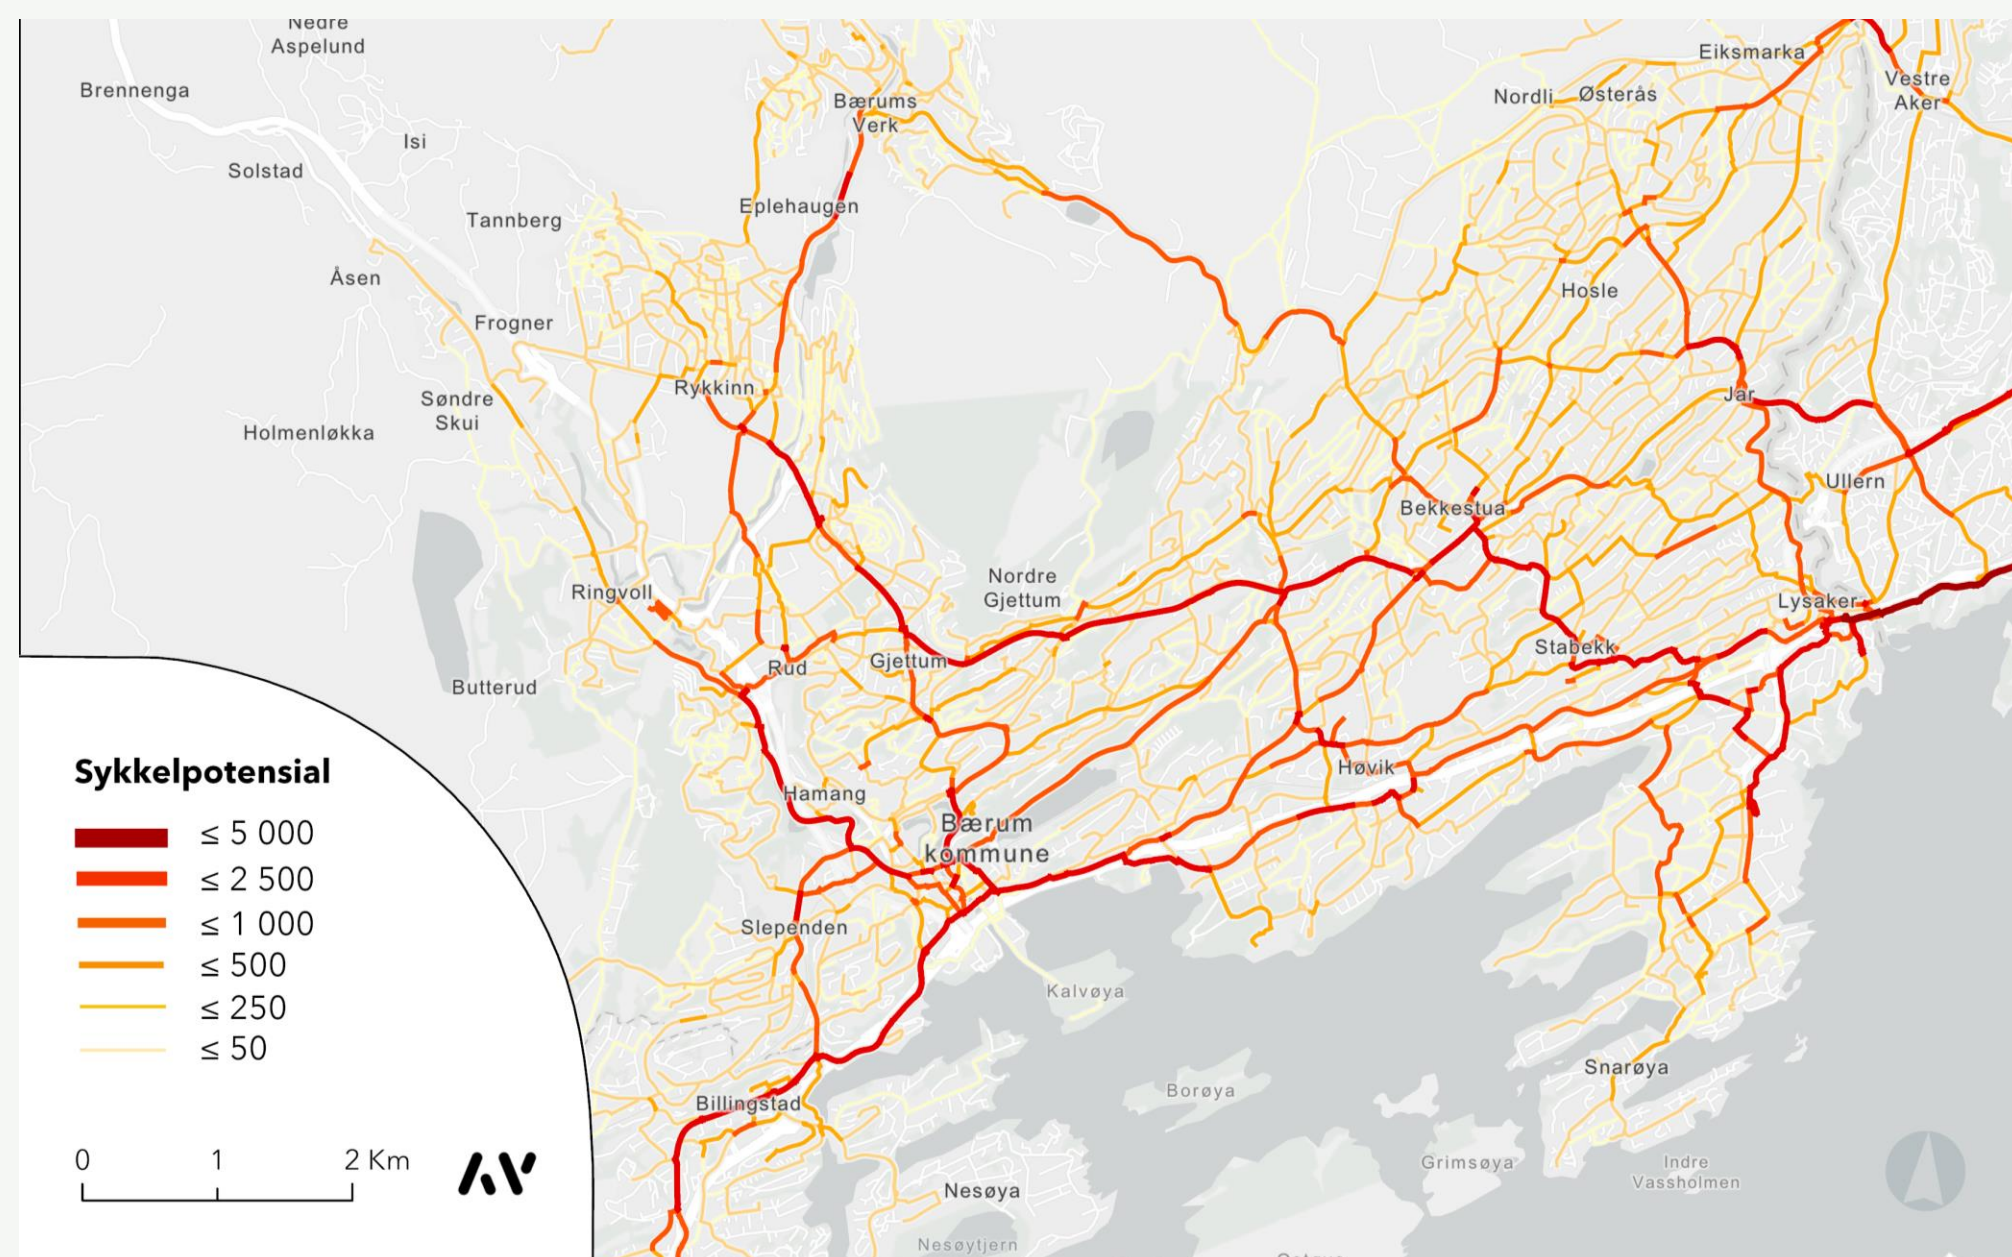 Nedre
Aspelund
Brennenga
Isi
Solstad
Tannberg
Åsen
Frogner
Søndre
Skui
Holmenløkka
Bærums
Verk
Eplehaugen
Rykkinn
Ringvoll
Butterud
Rud
Gjettum
Nordre
Gjettum
Hamang
Bærum
kommune
Slependen
Billingstad
Nesøya
Nesøytjern
Kalvøya
Borøya
Grimsøya
Indre
Vassholmen
Snarøya
Høvik
Stabekk
Bekkestua
Lysaker
Ullern
Jar
Hosle
Nordli
Østerås
Eiksmarka
Vestre
Aker
Sykkelpotensial
≤ 5 000
≤ 2 500
≤ 1 000
≤ 500
≤ 250
≤ 50
0 1 2 Km